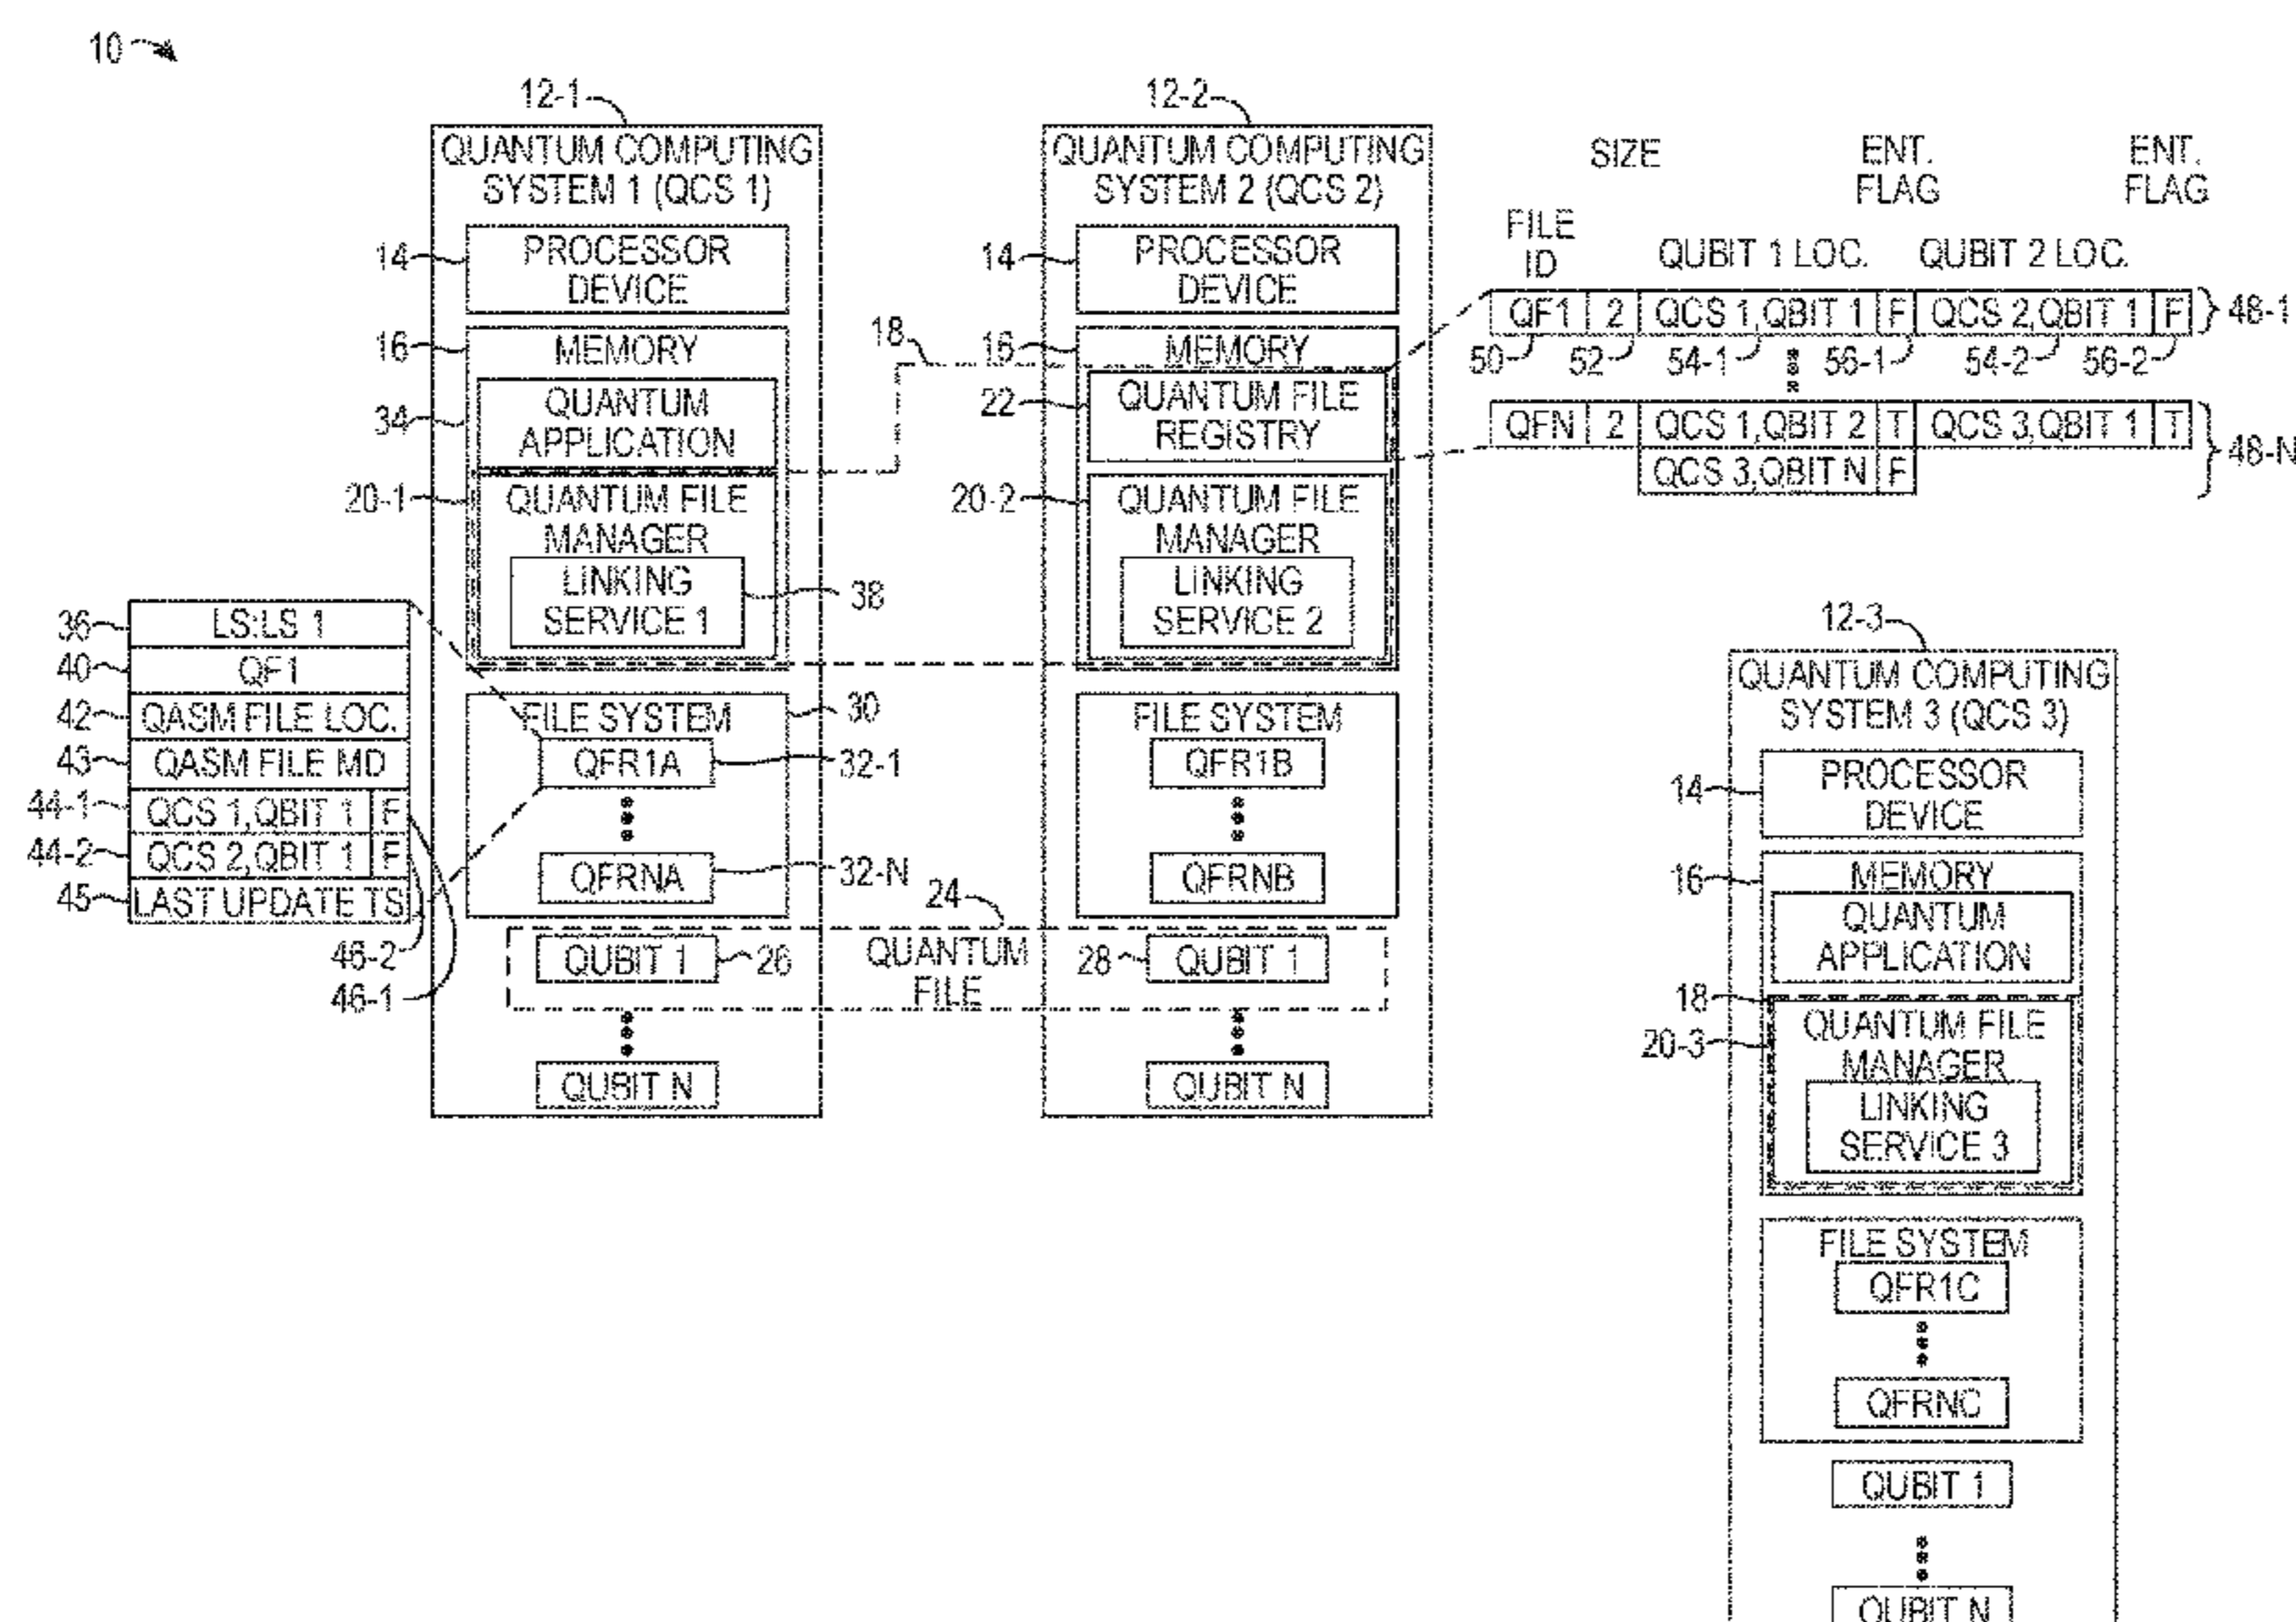 10
12-1
QUANTUM COMPUTING
SYSTEM 1 (QCS 1)
14
PROCESSOR
DEVICE
16
MEMORY
34
QUANTUM
APPLICATION
20-1
QUANTUM FILE
MANAGER
LINKING
SERVICE 1
38
FILE SYSTEM
30
QFR1A
32-1
QFRNA
32-N
QUBIT 1
26
QUBIT N
36
LS:LS 1
40
QF1
42
QASM FILE LOC.
43
QASM FILE MD
44-1
QCS 1,QBIT 1
F
44-2
QCS 2,QBIT 1
F
45
LAST UPDATE TS
46-2
46-1
18
24
QUANTUM
FILE
12-2
QUANTUM COMPUTING
SYSTEM 2 (QCS 2)
14
PROCESSOR
DEVICE
16
MEMORY
22
QUANTUM FILE
REGISTRY
20-2
QUANTUM FILE
MANAGER
LINKING
SERVICE 2
FILE SYSTEM
QFR1B
QFRNB
28
QUBIT 1
QUBIT N
SIZE
ENT.
FLAG
ENT.
FLAG
FILE
ID
QUBIT 1 LOC.
QUBIT 2 LOC.
QF1 2 QCS 1,QBIT 1 F QCS 2,QBIT 1 F
48-1
50 52 54-1 56-1 54-2 56-2
QFN 2 QCS 1,QBIT 2 T QCS 3,QBIT 1 T
QCS 3,QBIT N F
48-N
12-3
QUANTUM COMPUTING
SYSTEM 3 (QCS 3)
14
PROCESSOR
DEVICE
16
MEMORY
QUANTUM
APPLICATION
18
20-3
QUANTUM FILE
MANAGER
LINKING
SERVICE 3
FILE SYSTEM
QFR1C
QFRNC
QUBIT 1
QUBIT N